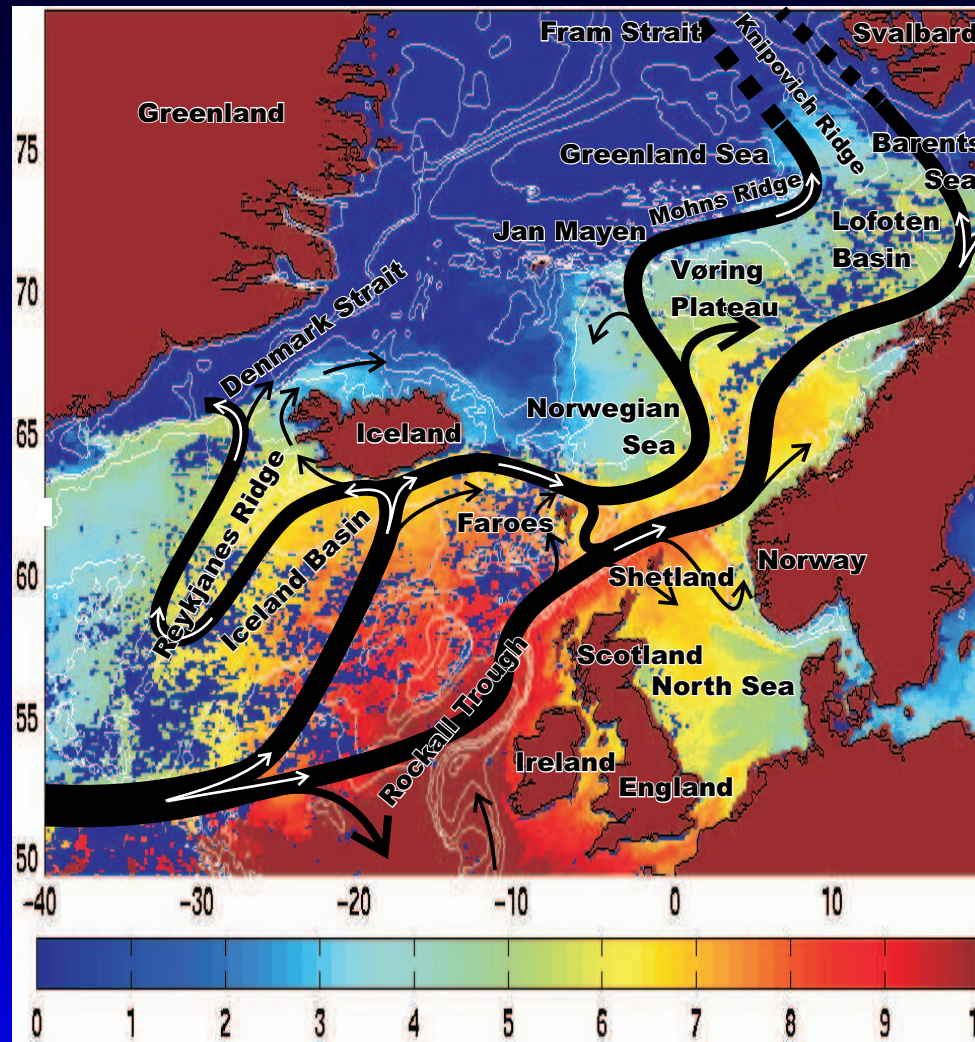 Fram Strait
Knipovich Ridge
Svalbard
Greenland
Greenland Sea
Barents
Sea
Mohns Ridge
Jan Mayen
Lofoten
Basin
Vøring
Plateau
Denmark Strait
Norwegian
Sea
Iceland
Reykjanes Ridge
Iceland Basin
Faroes
Shetland
Norway
Scotland
North Sea
Rockall Trough
Ireland
England
75
70
65
60
55
50
-40 -30 -20 -10 0 10
0 1 2 3 4 5 6 7 8 9 1